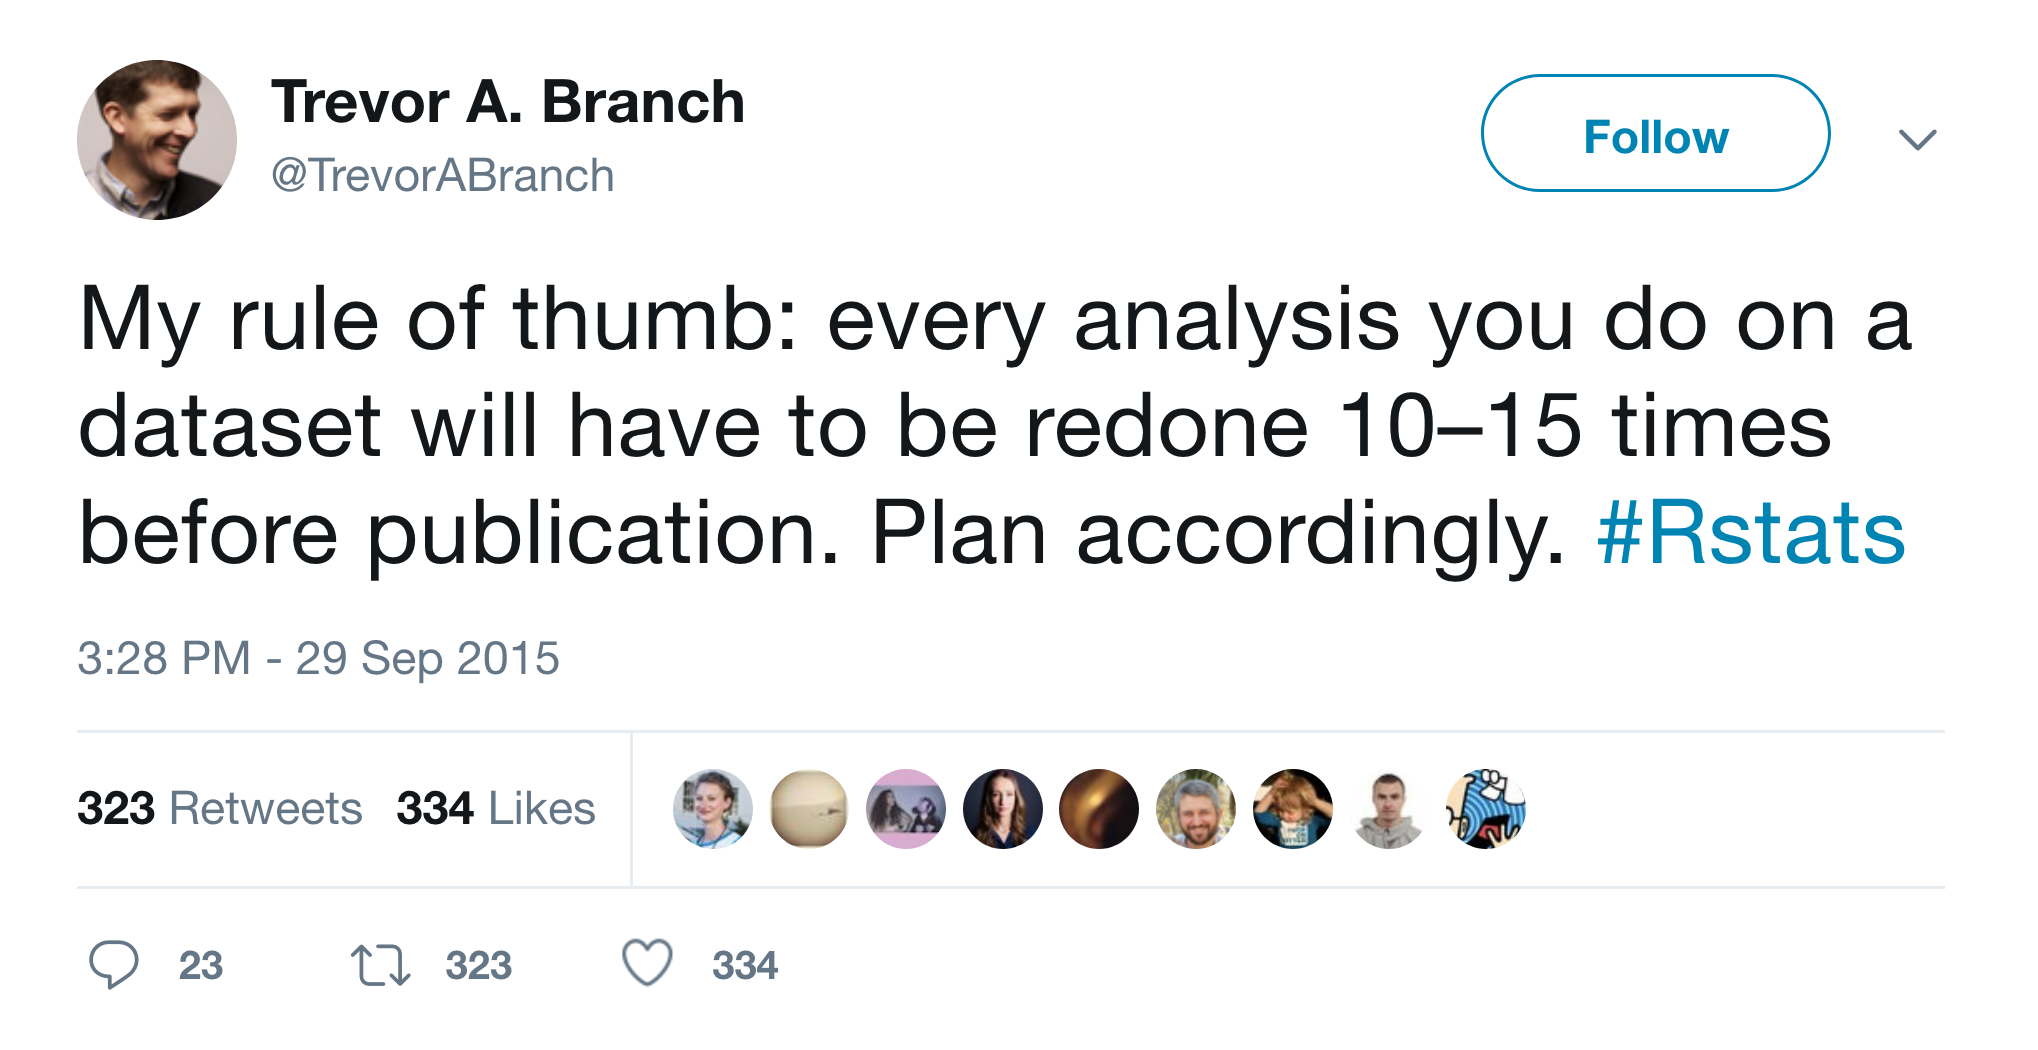 Trevor A. Branch
@TrevorABranch
Follow
My rule of thumb: every analysis you do on a
dataset will have to be redone 10–15 times
before publication. Plan accordingly. #Rstats
3:28 PM - 29 Sep 2015
323 Retweets 334 Likes
23 323 334